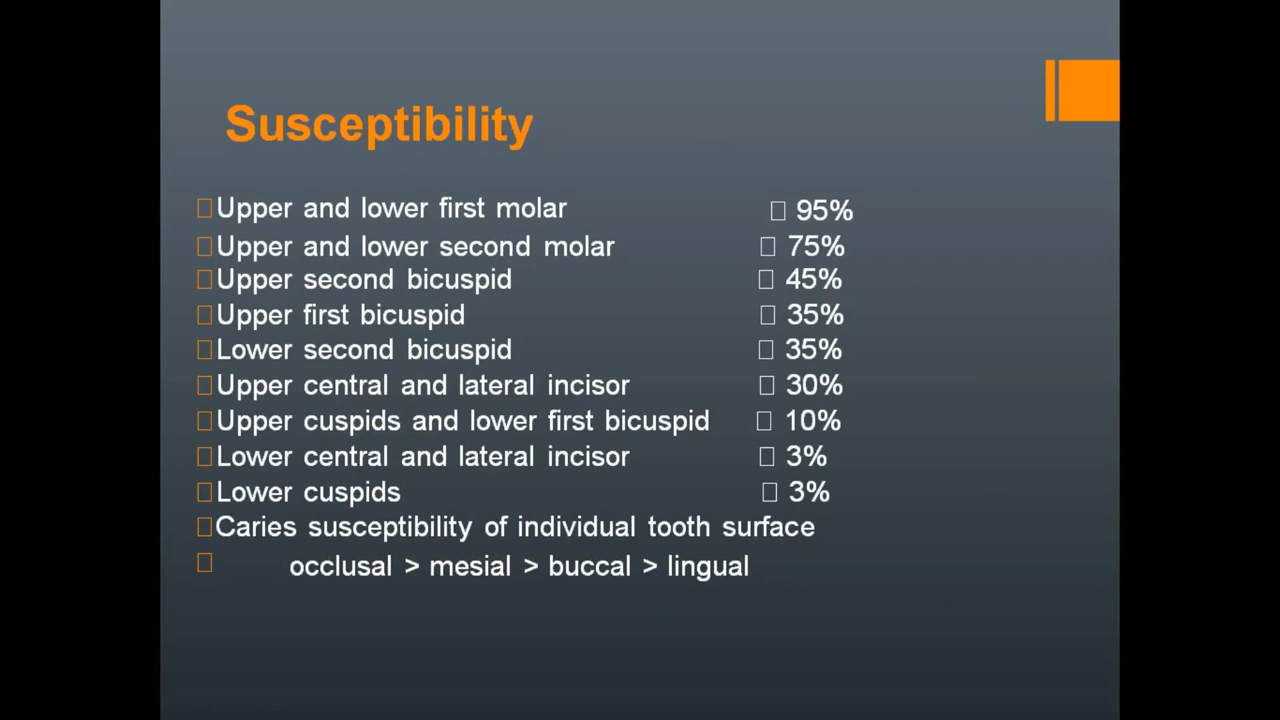 Susceptibility
Upper and lower first molar 95%
Upper and lower second molar 75%
Upper second bicuspid 45%
Upper first bicuspid 35%
Lower second bicuspid 35%
Upper central and lateral incisor 30%
Upper cuspids and lower first bicuspid 10%
Lower central and lateral incisor 3%
Lower cuspids 3%
Caries susceptibility of individual tooth surface
occlusal > mesial > buccal > lingual